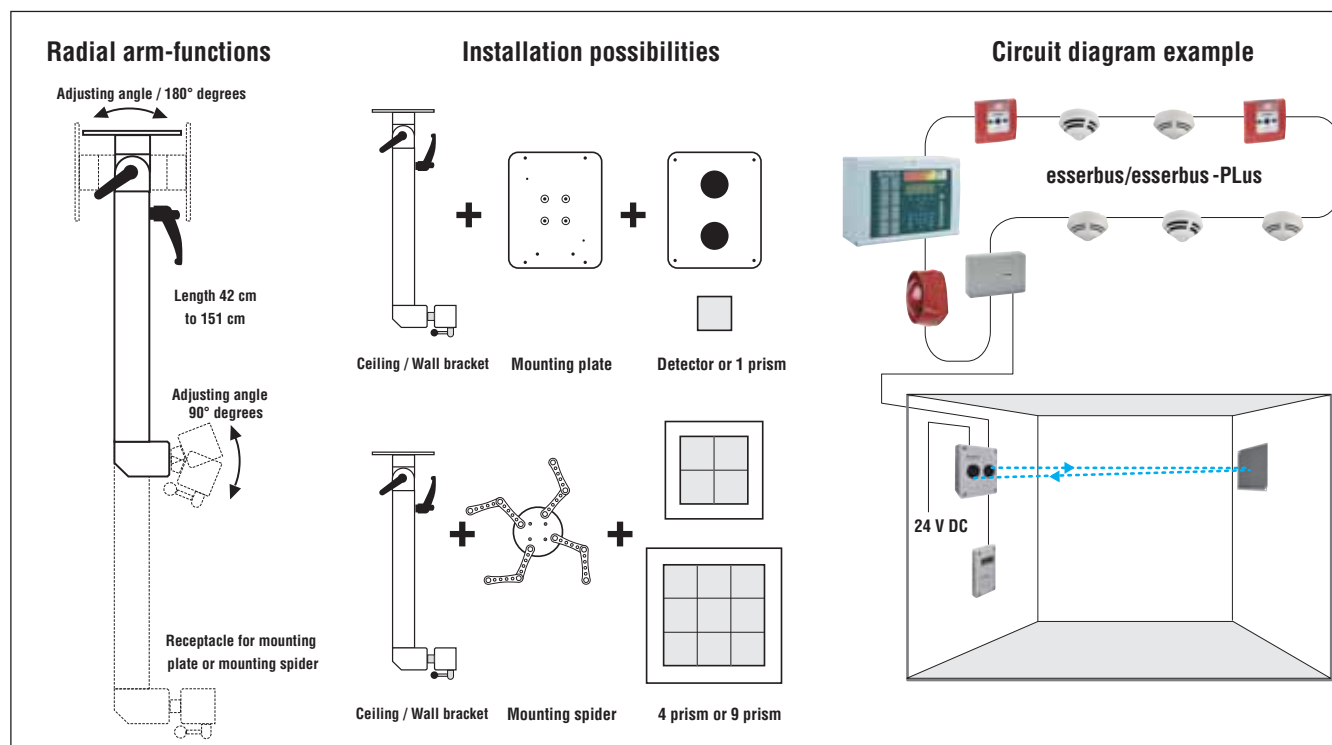 Radial arm-functions
Adjusting angle / 180° degrees
Length 42 cm
to 151 cm
Adjusting angle
90° degrees
Receptacle for mounting
plate or mounting spider
Installation possibilities
Ceiling / Wall bracket
Mounting plate
Detector or 1 prism
Ceiling / Wall bracket
Mounting spider
4 prism or 9 prism
Circuit diagram example
esserbus/esserbus -PLus
24 V DC